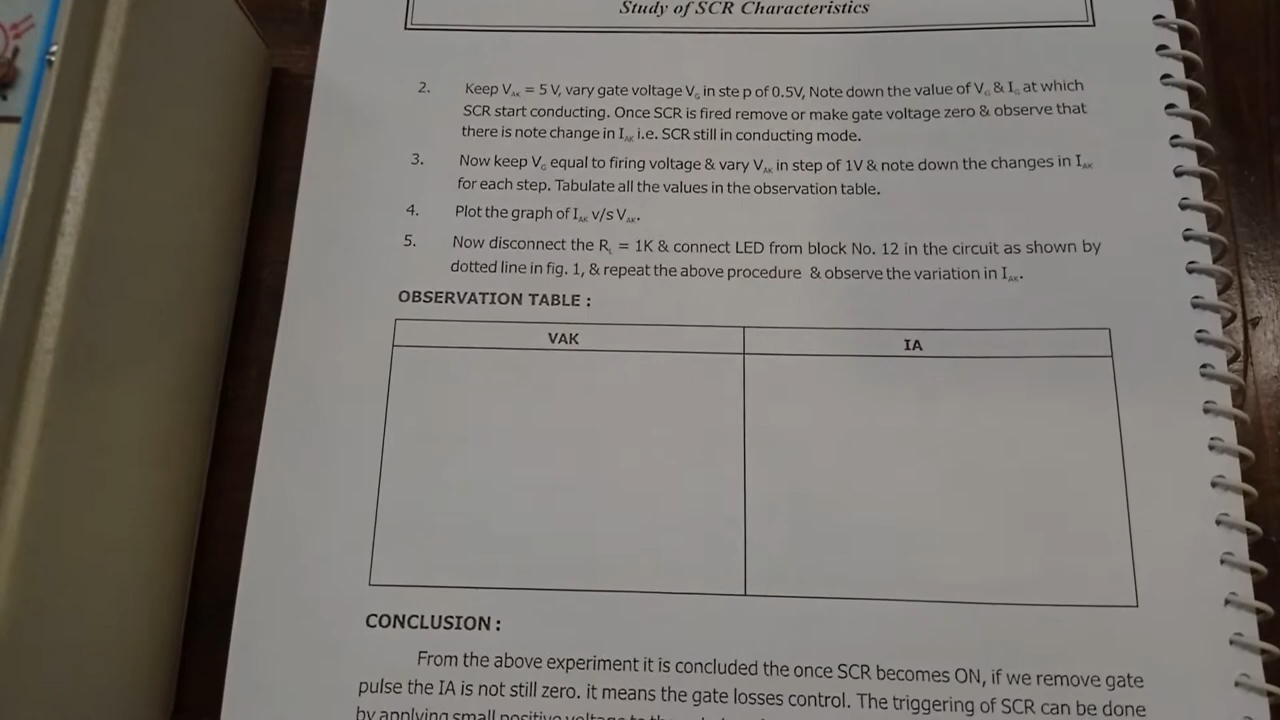 Study of SCR Characteristics
2. Keep VAK = 5 V, vary gate voltage VG in ste p of 0.5V, Note down the value of VG & IG at which
SCR start conducting. Once SCR is fired remove or make gate voltage zero & observe that
there is note change in IAK i.e. SCR still in conducting mode.
3. Now keep VG equal to firing voltage & vary VAK in step of 1V & note down the changes in IAK
for each step. Tabulate all the values in the observation table.
4. Plot the graph of IAK v/s VAK.
5. Now disconnect the RL = 1K & connect LED from block No. 12 in the circuit as shown by
dotted line in fig. 1, & repeat the above procedure & observe the variation in IAK.
OBSERVATION TABLE :
VAK IA
CONCLUSION :
From the above experiment it is concluded the once SCR becomes ON, if we remove gate
pulse the IA is not still zero. it means the gate losses control. The triggering of SCR can be done
by applying small positive